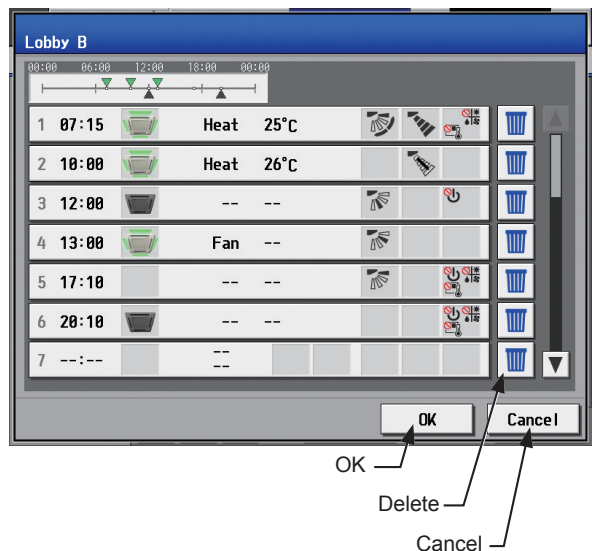 Lobby B
00:00 06:00 12:00 18:00 00:00
1 07:15 Heat 25°C
2 10:00 Heat 26°C
3 12:00 -- --
4 13:00 Fan --
5 17:10 -- --
6 20:10 -- --
7 --:-- --
--
OK Cancel
OK
Delete
Cancel